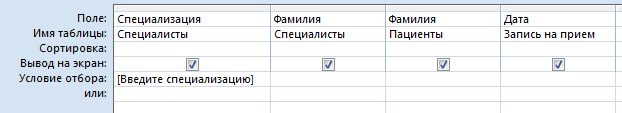 Поле: Специализация Фамилия Фамилия Дата
Имя таблицы: Специалисты Специалисты Пациенты Запись на прием
Сортировка:
Вывод на экран:
Условие отбора: [Введите специализацию]
или: